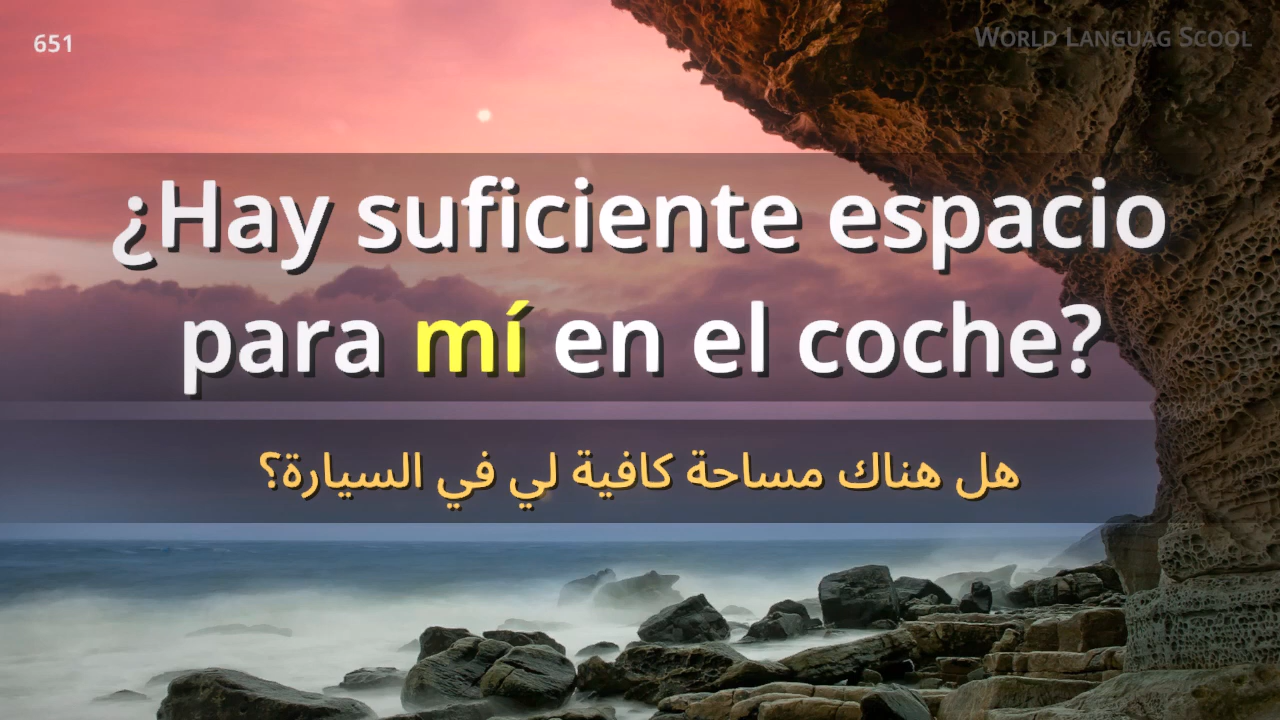 651
World Languag Scool
¿Hay suficiente espacio
para mí en el coche?
هل هناك مساحة كافية لي في السيارة؟